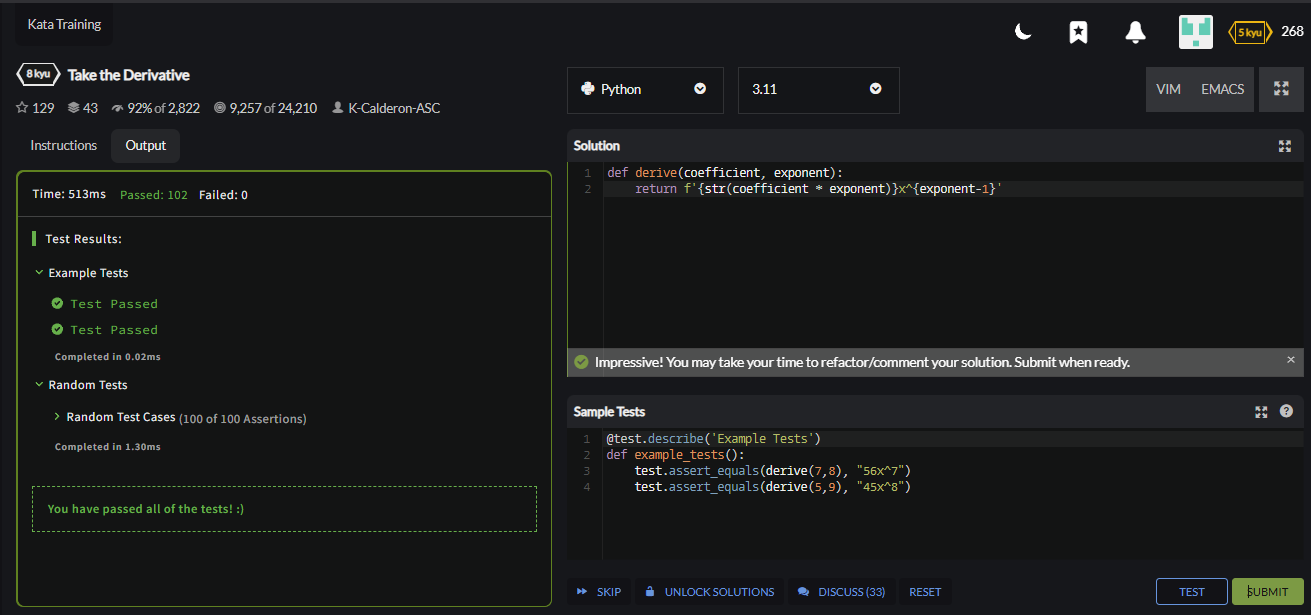 Kata Training
5 kyu 268
8 kyu Take the Derivative
129 43 92% of 2,822 9,257 of 24,210 K-Calderon-ASC
Instructions Output
Time: 513ms Passed: 102 Failed: 0
Test Results:
Example Tests
Test Passed
Test Passed
Completed in 0.02ms
Random Tests
Random Test Cases (100 of 100 Assertions)
Completed in 1.30ms
You have passed all of the tests! :)
Python 3.11 VIM EMACS
Solution
1 def derive(coefficient, exponent):
2 return f'{str(coefficient * exponent)}x^{exponent-1}'
Impressive! You may take your time to refactor/comment your solution. Submit when ready.
Sample Tests
1 @test.describe('Example Tests')
2 def example_tests():
3 test.assert_equals(derive(7,8), "56x^7")
4 test.assert_equals(derive(5,9), "45x^8")
SKIP UNLOCK SOLUTIONS DISCUSS (33) RESET TEST SUBMIT